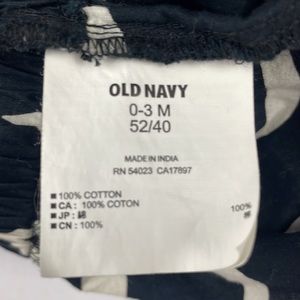 OLD NAVY
0-3 M
52/40
MADE IN INDIA
RN 54023 CA17897
■ 100% COTTON
■ CA : 100% COTON
■ JP : 綿 100%
■ CN : 100% 棉